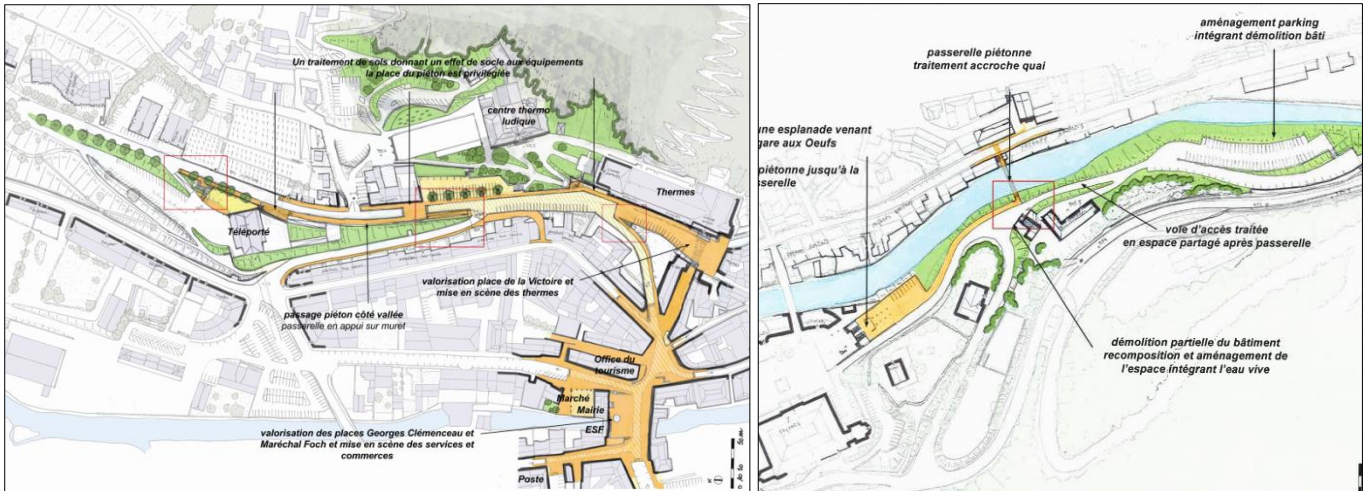 Un traitement de sols donnant un effet de socle aux équipements
la place du piéton est privilégiée
centre thermo
ludique
Thermes
Téléporté
valorisation place de la Victoire et
mise en scène des thermes
passage piéton côté vallée
passerelle en appui sur muret
Office du
tourisme
Marché
Mairie
ESF
valorisation des places Georges Clémenceau et
Maréchal Foch et mise en scène des services et
commerces
Poste
aménagement parking
intégrant démolition bâti
passerelle piétonne
traitement accroche quai
une esplanade venant
gare aux Oeufs
piétonne jusqu'à la
sserelle
voie d'accès traitée
en espace partagé après passerelle
démolition partielle du bâtiment
recomposition et aménagement de
l'espace intégrant l'eau vive